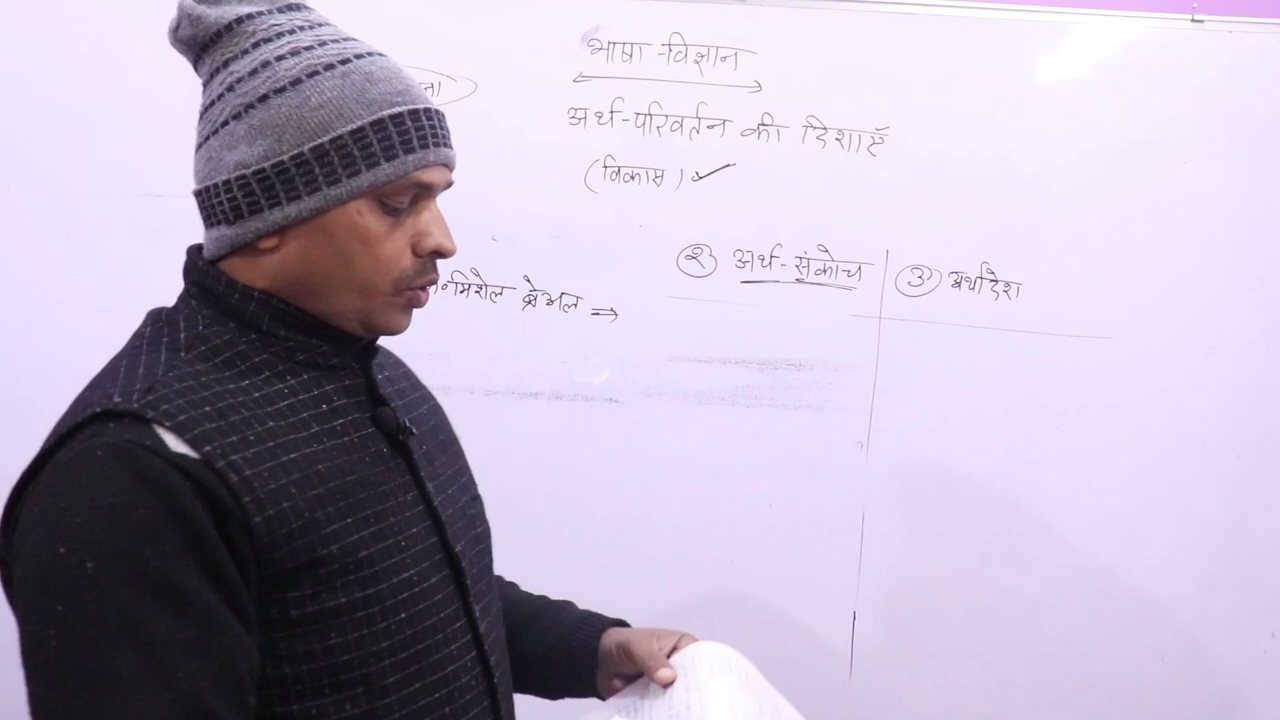 भाषा-विज्ञान
अर्थ-परिवर्तन की दिशाएँ
(विकास) ✓
मिशेल ब्रेअल ⇒
② अर्थ-संकोच
③ अर्थादेश